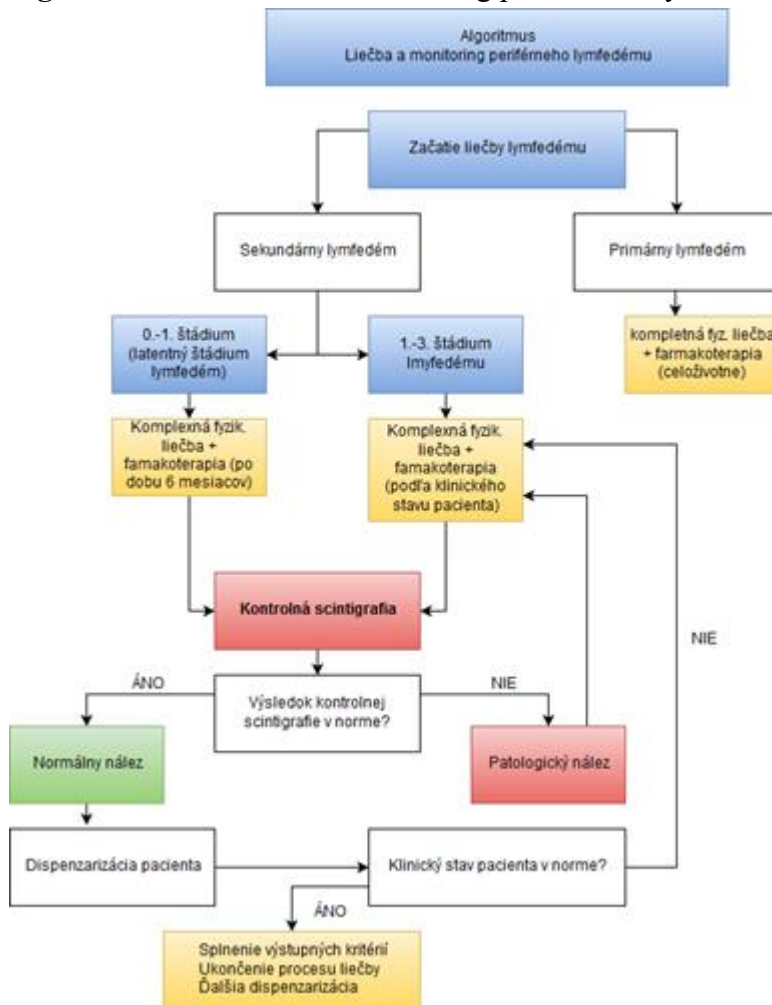 Algoritmus
Liečba a monitoring periférneho lymfedému
Začatie liečby lymfedému
Sekundárny lymfedém
Primárny lymfedém
0.-1. štádium
(latentný štádium
lymfedém)
1.-3. štádium
lmyfedému
kompletná fyz. liečba
+ farmakoterapia
(celoživotne)
Komplexná fyzik.
liečba +
famakoterapia (po
dobu 6 mesiacov)
Komplexná fyzik.
liečba +
famakoterapia
(podľa klinického
stavu pacienta)
Kontrolná scintigrafia
NIE
ÁNO
Výsledok kontrolnej
scintigrafie v norme?
NIE
Normálny nález
Patologický nález
Dispenzarizácia pacienta
Klinický stav pacienta v norme?
ÁNO
Splnenie výstupných kritérií
Ukončenie procesu liečby
Ďalšia dispenzarizácia